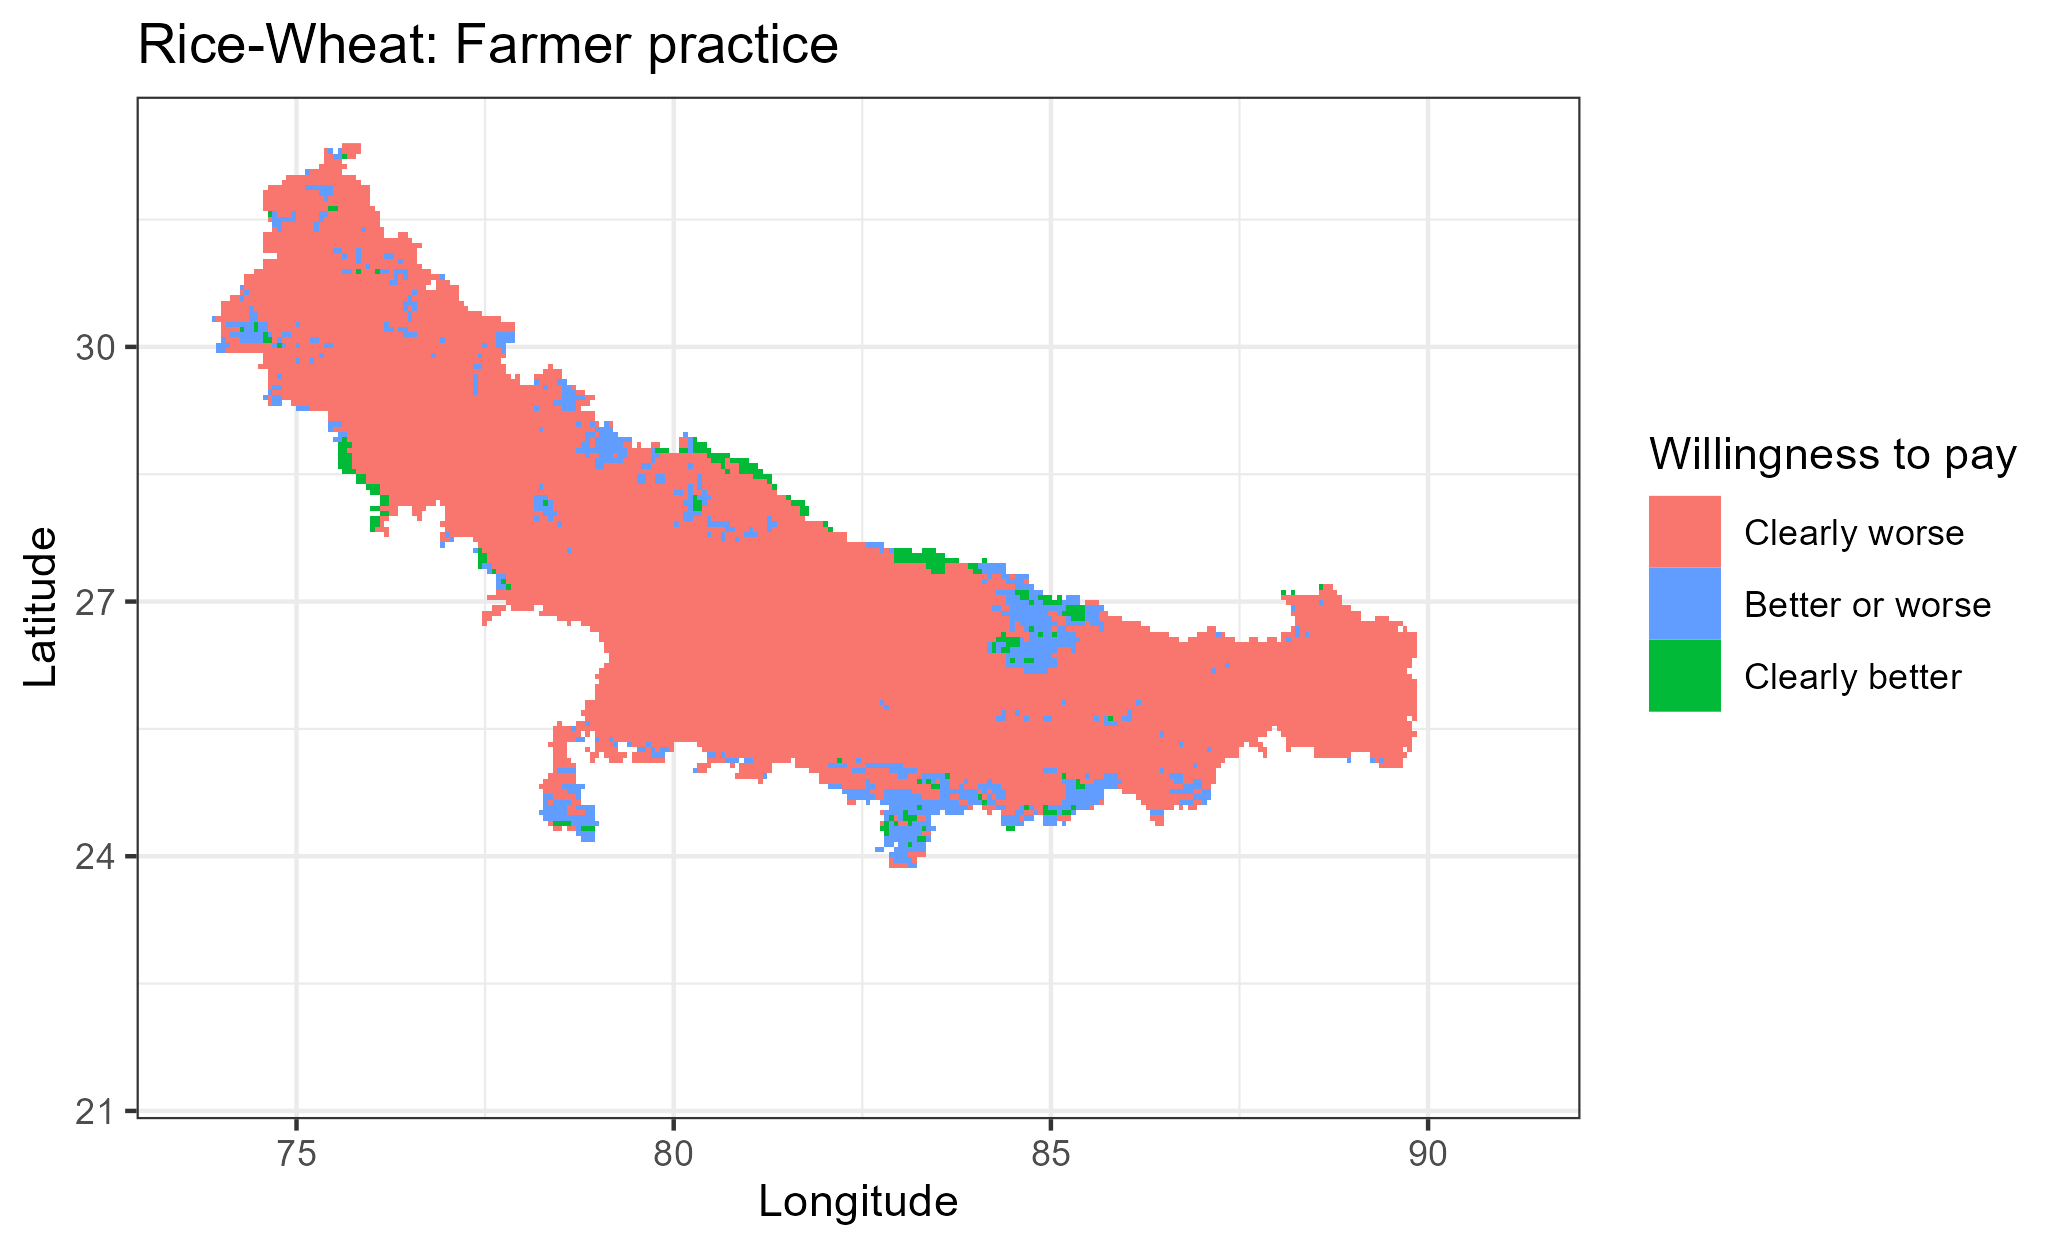 Rice-Wheat: Farmer practice
30
27
24
21
Latitude
75
80
85
90
Longitude
Willingness to pay
Clearly worse
Better or worse
Clearly better